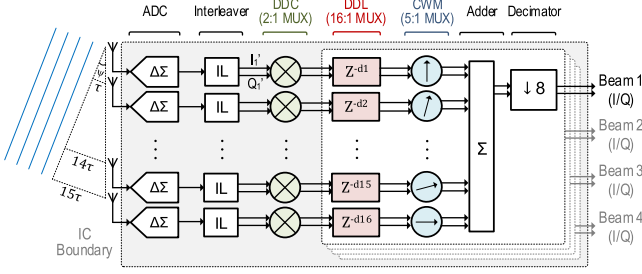 ADC Interleaver DDC DDL CWM Adder Decimator
(2:1 MUX) (16:1 MUX) (5:1 MUX)
ψ
τ
ΔΣ IL I₁' Q₁' Z⁻ᵈ¹
ΔΣ IL Z⁻ᵈ²
14τ
15τ
ΔΣ IL Z⁻ᵈ¹⁵
ΔΣ IL Z⁻ᵈ¹⁶
Σ
↓ 8
Beam 1
(I/Q)
Beam 2
(I/Q)
Beam 3
(I/Q)
Beam 4
(I/Q)
IC
Boundary